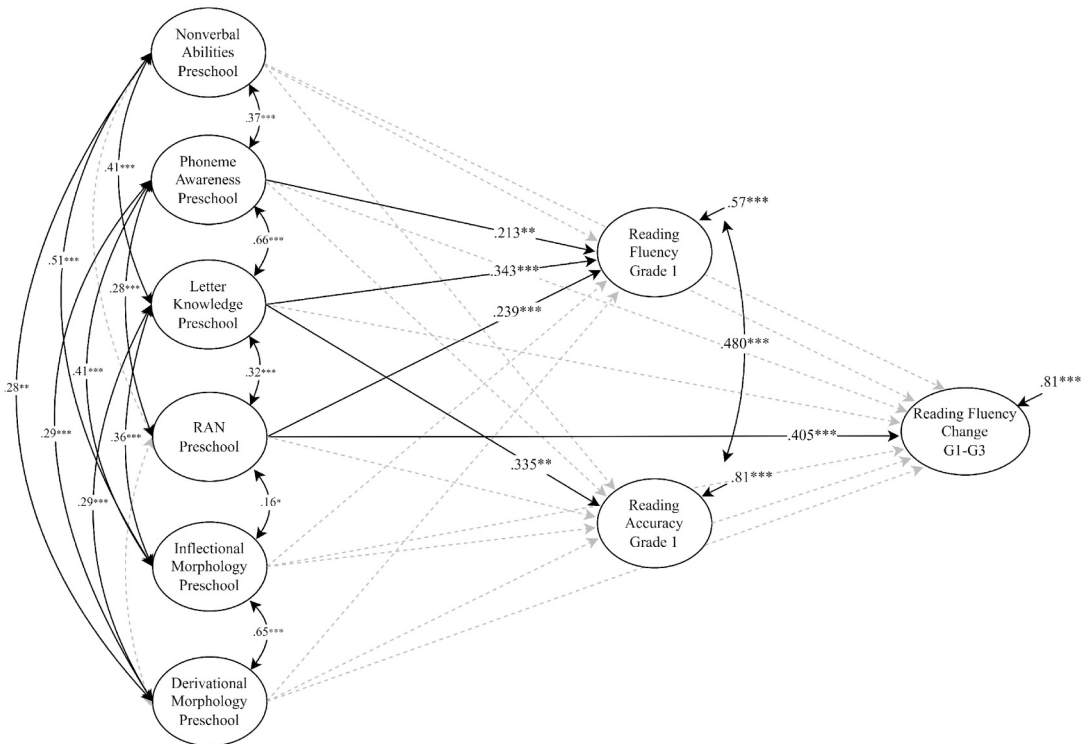 Nonverbal
Abilities
Preschool
.37***
Phoneme
Awareness
Preschool
.41***
.66***
.51***
.28***
Letter
Knowledge
Preschool
.32***
.28**
.41***
.29***
.36***
RAN
Preschool
.29***
.16*
Inflectional
Morphology
Preschool
.65***
Derivational
Morphology
Preschool
.213**
.343***
.239***
.335**
.405***
Reading
Fluency
Grade 1
.57***
.480***
Reading
Accuracy
Grade 1
.81***
Reading Fluency
Change
G1-G3
.81***